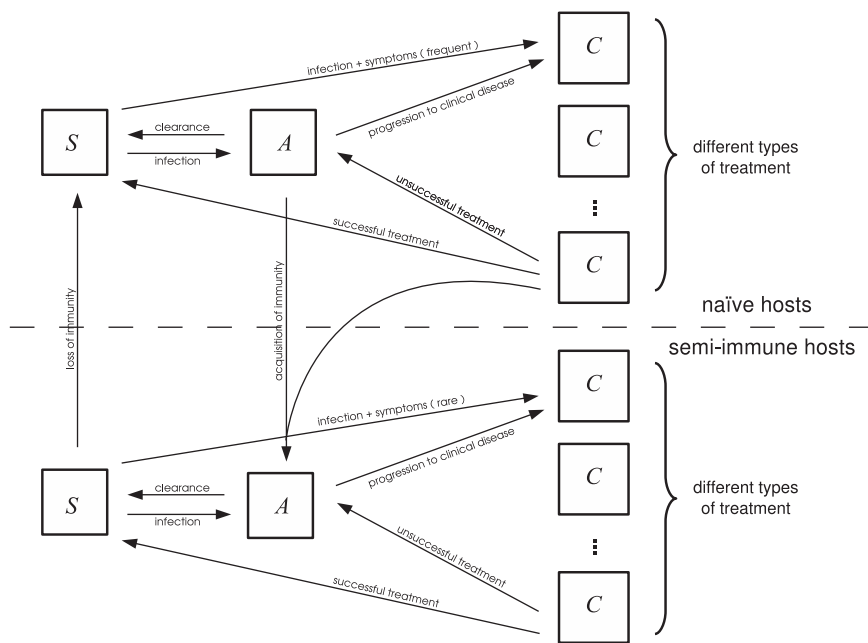 C
infection + symptoms ( frequent )
progression to clinical disease
S
clearance
infection
A
C
different types
of treatment
unsuccessful treatment
successful treatment
C
loss of immunity
acquisition of immunity
naïve hosts
semi-immune hosts
C
infection + symptoms ( rare )
progression to clinical disease
S
clearance
infection
A
C
different types
of treatment
unsuccessful treatment
successful treatment
C